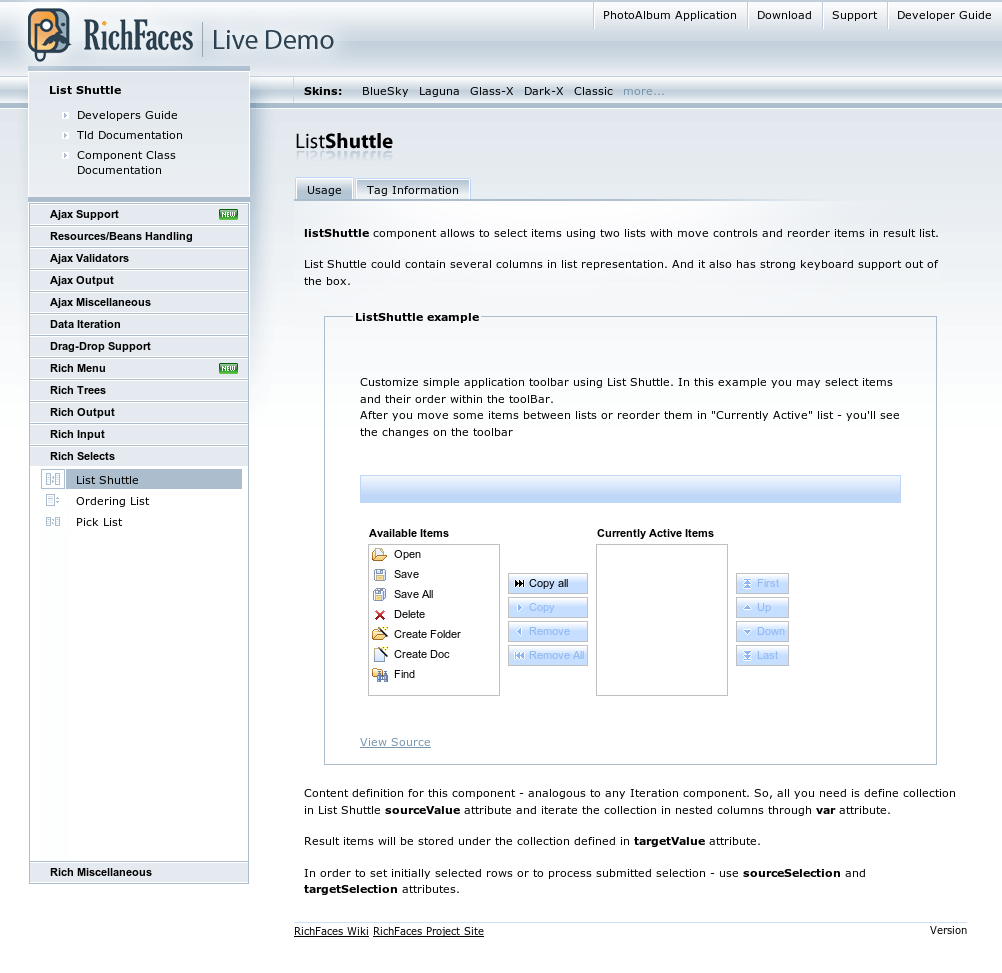 PhotoAlbum Application Download Support Developer Guide
RichFaces Live Demo
Skins: BlueSky Laguna Glass-X Dark-X Classic more...
List Shuttle
Developers Guide
Tld Documentation
Component Class
Documentation
Ajax Support NEW
Resources/Beans Handling
Ajax Validators
Ajax Output
Ajax Miscellaneous
Data Iteration
Drag-Drop Support
Rich Menu NEW
Rich Trees
Rich Output
Rich Input
Rich Selects
List Shuttle
Ordering List
Pick List
Rich Miscellaneous
ListShuttle
Usage Tag Information
listShuttle component allows to select items using two lists with move controls and reorder items in result list.
List Shuttle could contain several columns in list representation. And it also has strong keyboard support out of
the box.
ListShuttle example
Customize simple application toolbar using List Shuttle. In this example you may select items
and their order within the toolBar.
After you move some items between lists or reorder them in "Currently Active" list - you'll see
the changes on the toolbar
Available Items
Open
Save
Save All
Delete
Create Folder
Create Doc
Find
Copy all
Copy
Remove
Remove All
Currently Active Items
First
Up
Down
Last
View Source
Content definition for this component - analogous to any Iteration component. So, all you need is define collection
in List Shuttle sourceValue attribute and iterate the collection in nested columns through var attribute.
Result items will be stored under the collection defined in targetValue attribute.
In order to set initially selected rows or to process submitted selection - use sourceSelection and
targetSelection attributes.
RichFaces Wiki RichFaces Project Site Version